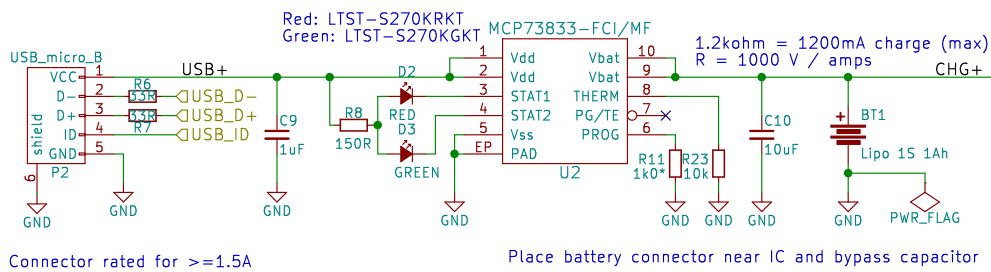 Red: LTST-S270KRKT
Green: LTST-S270KGKT
MCP73833-FCI/MF
1.2kohm = 1200mA charge (max)
R = 1000 V / amps
USB_micro_B
VCC 1
D- 2
D+ 3
ID 4
GND 5
shield
6
P2
GND
GND
USB+
R6
33R
33R
R7
USB_D-
USB_D+
USB_ID
C9
1uF
GND
R8
150R
D2
RED
D3
GREEN
1 Vdd
2 Vdd
3 STAT1
4 STAT2
5 Vss
EP PAD
Vbat 10
Vbat 9
THERM 8
PG/TE 7
PROG 6
U2
GND
R11
1k0*
GND
R23
10k
GND
C10
10uF
GND
CHG+
+
BT1
Lipo 1S 1Ah
GND
PWR_FLAG
Connector rated for >=1.5A
Place battery connector near IC and bypass capacitor